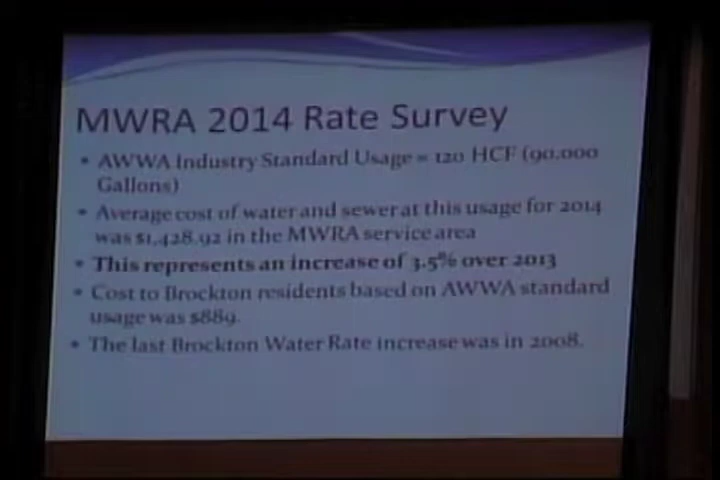 MWRA 2014 Rate Survey
• AWWA Industry Standard Usage = 120 HCF (90,000
Gallons)
• Average cost of water and sewer at this usage for 2014
was $1,428.92 in the MWRA service area
• This represents an increase of 3.5% over 2013
• Cost to Brockton residents based on AWWA standard
usage was $889.
• The last Brockton Water Rate increase was in 2008.